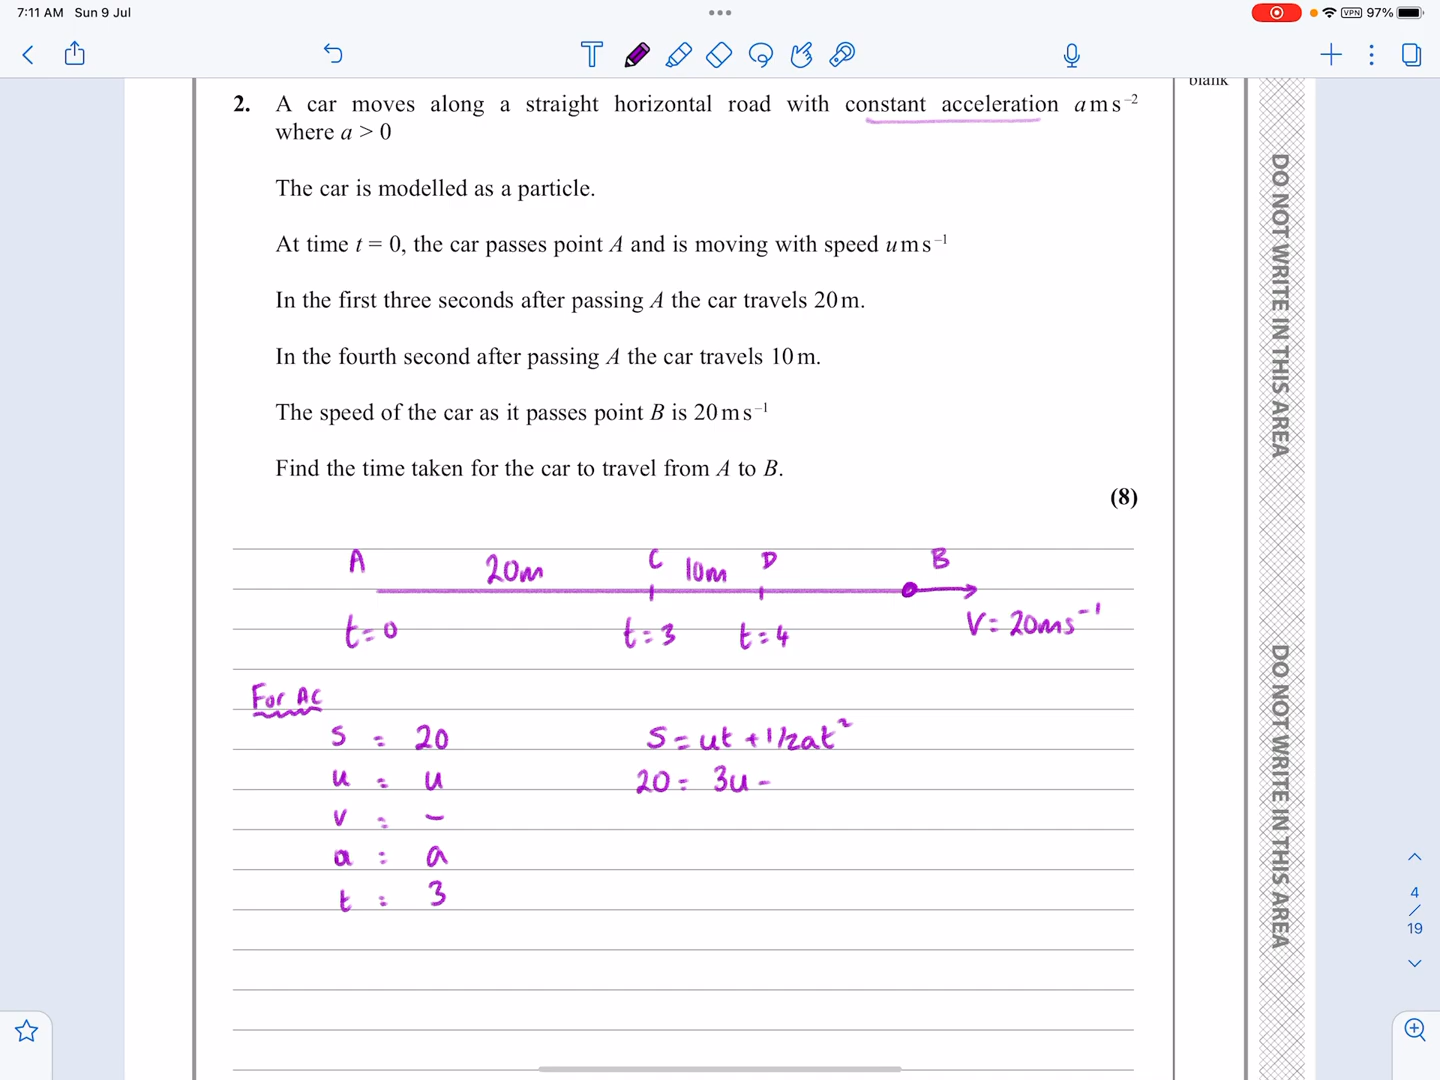 7:11 AM Sun 9 Jul
VPN 97%
blank
2. A car moves along a straight horizontal road with constant acceleration a m s⁻²
where a > 0
The car is modelled as a particle.
At time t = 0, the car passes point A and is moving with speed u m s⁻¹
In the first three seconds after passing A the car travels 20 m.
In the fourth second after passing A the car travels 10 m.
The speed of the car as it passes point B is 20 m s⁻¹
Find the time taken for the car to travel from A to B.
(8)
A 20m C 10m D B
t=0 t=3 t=4 V=20ms⁻¹
For AC
s = 20 S = ut + 1/2at²
u = u 20 = 3u -
v = -
a = a
t = 3
DO NOT WRITE IN THIS AREA
DO NOT WRITE IN THIS AREA
4
/
19